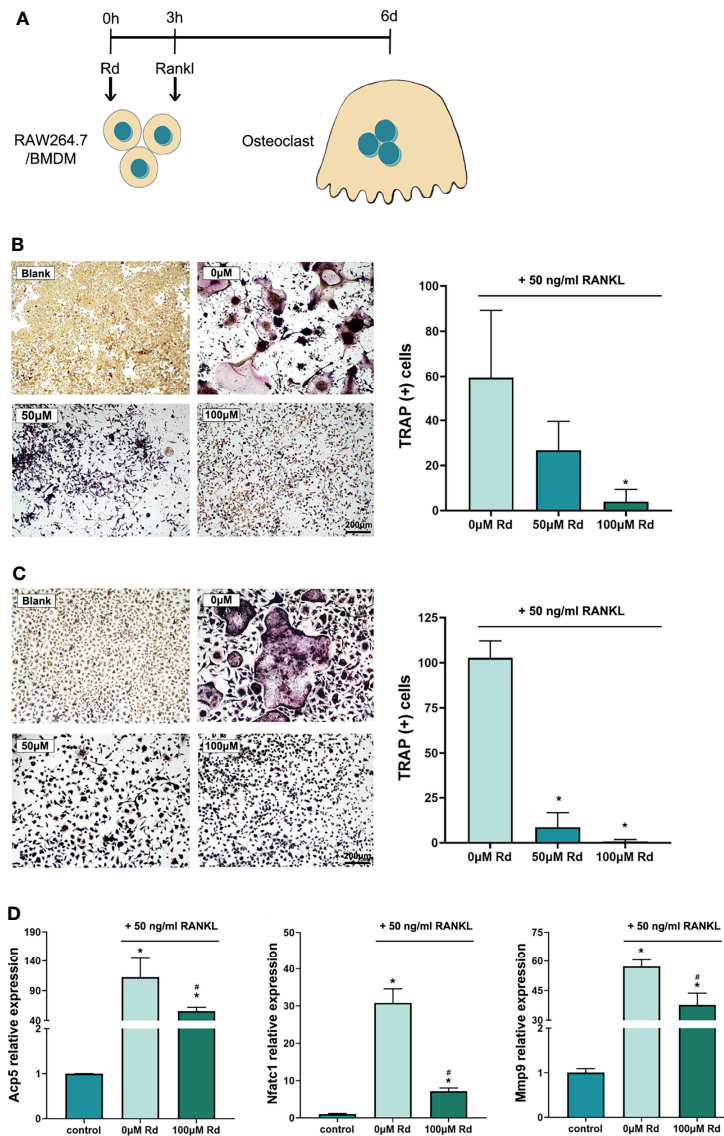 A
0h
3h
6d
Rd
Rankl
RAW264.7
/BMDM
Osteoclast
B
Blank
0µM
50µM
100µM
200µm
+ 50 ng/ml RANKL
TRAP (+) cells
100
80
60
40
20
0
*
0µM Rd
50µM Rd
100µM Rd
C
Blank
0µM
50µM
100µM
200µm
+ 50 ng/ml RANKL
TRAP (+) cells
125
100
75
50
25
0
*
*
0µM Rd
50µM Rd
100µM Rd
D
+ 50 ng/ml RANKL
Acp5 relative expression
190
140
90
40
2
1
0
*
#
*
control
0µM Rd
100µM Rd
+ 50 ng/ml RANKL
Nfatc1 relative expression
50
40
30
20
10
0
*
#
*
control
0µM Rd
100µM Rd
+ 50 ng/ml RANKL
Mmp9 relative expression
75
60
45
30
2
1
0
*
#
*
control
0µM Rd
100µM Rd